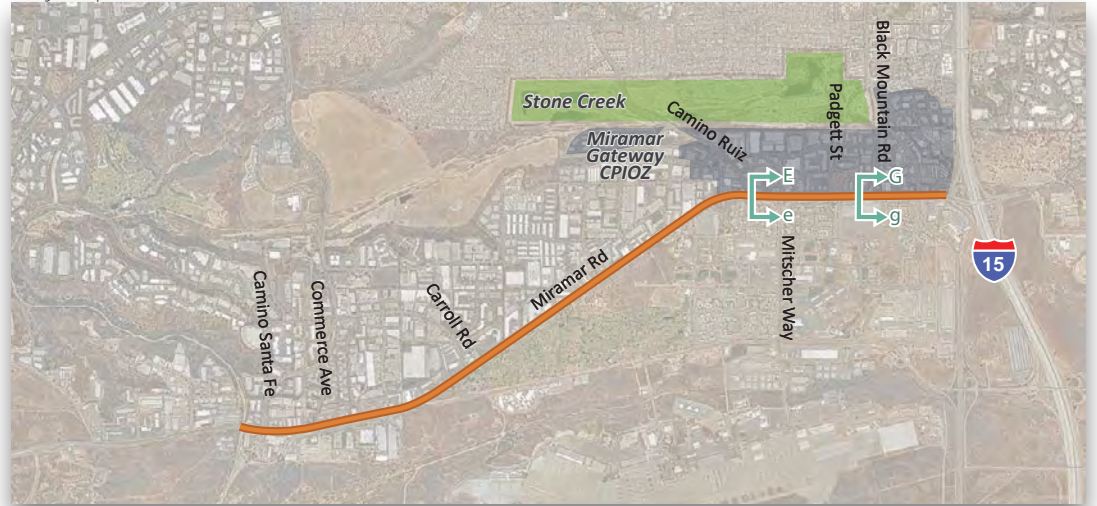 Black Mountain Rd
Padgett St
Stone Creek
Camino Ruiz
Miramar
Gateway
CPIOZ
E
G
e
g
Mitscher Way
15
Miramar Rd
Carroll Rd
Commerce Ave
Camino Santa Fe